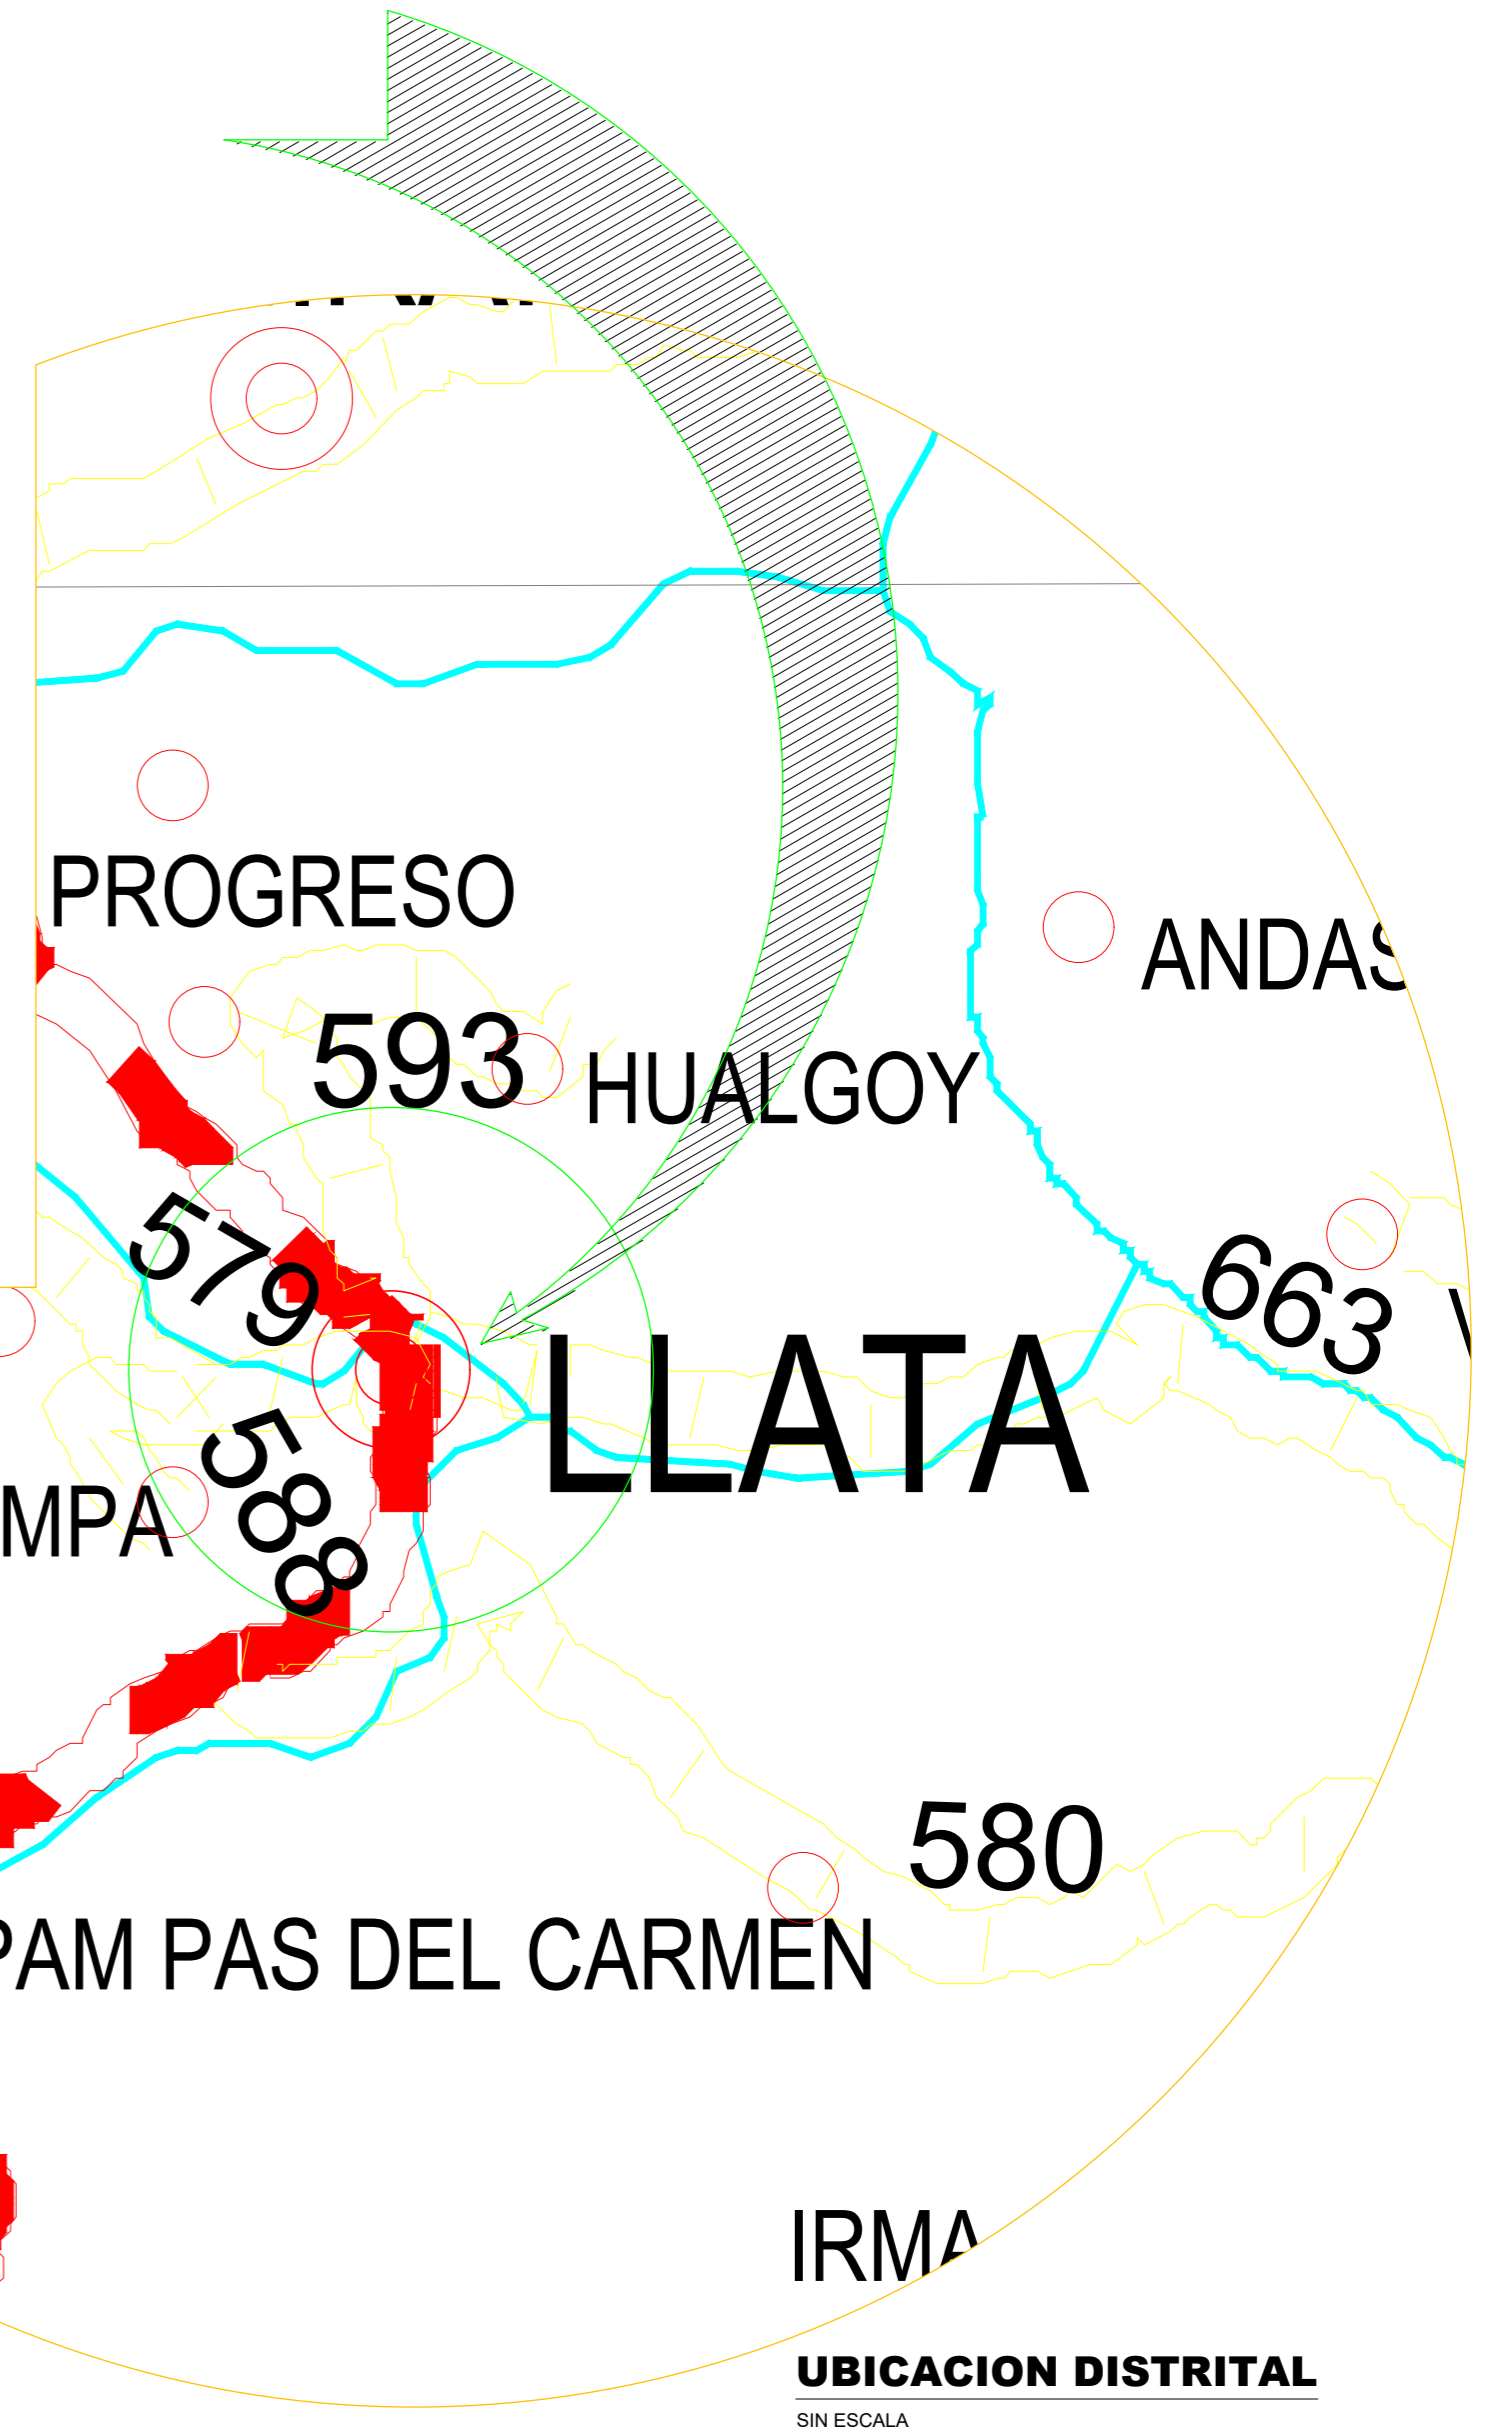 PROGRESO
ANDAS
593
HUALGOY
579
663
LLATA
588
MPA
580
PAM PAS DEL CARMEN
IRMA
UBICACION DISTRITAL
SIN ESCALA